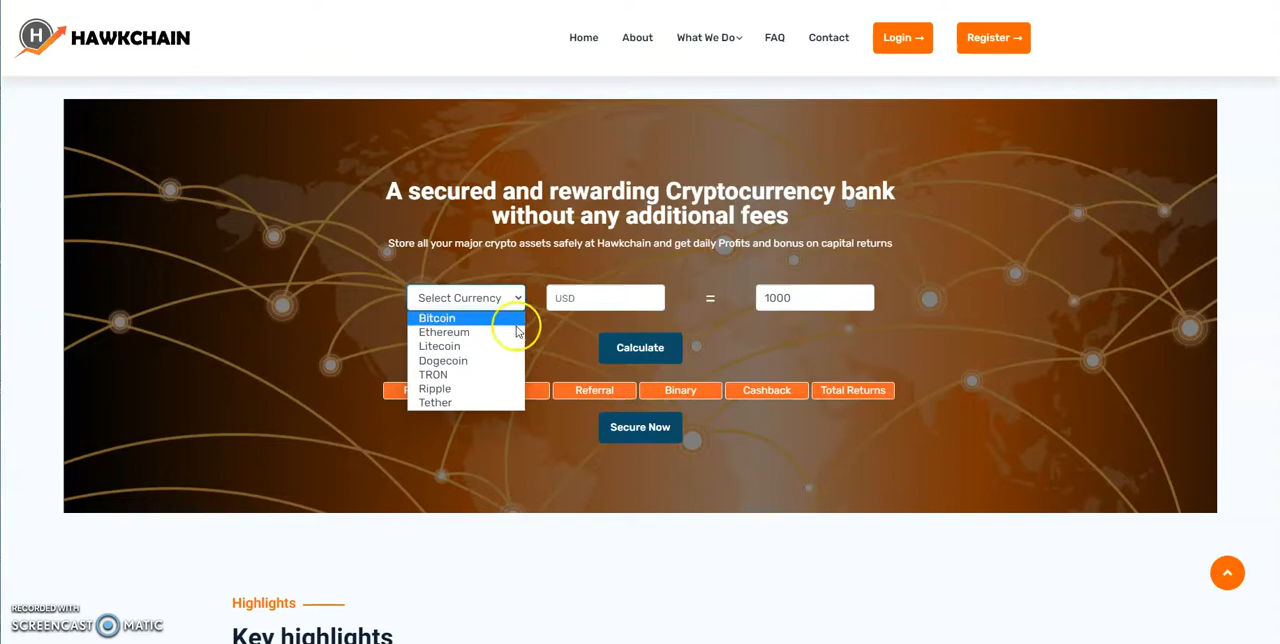 H HAWKCHAIN
Home About What We Do FAQ Contact Login → Register →
A secured and rewarding Cryptocurrency bank
without any additional fees
Store all your major crypto assets safely at Hawkchain and get daily Profits and bonus on capital returns
Select Currency USD = 1000
Bitcoin
Ethereum
Litecoin
Dogecoin
TRON
Ripple
Tether
Calculate
Referral Binary Cashback Total Returns
Secure Now
Highlights
Key highlights
RECORDED WITH
SCREENCAST MATIC